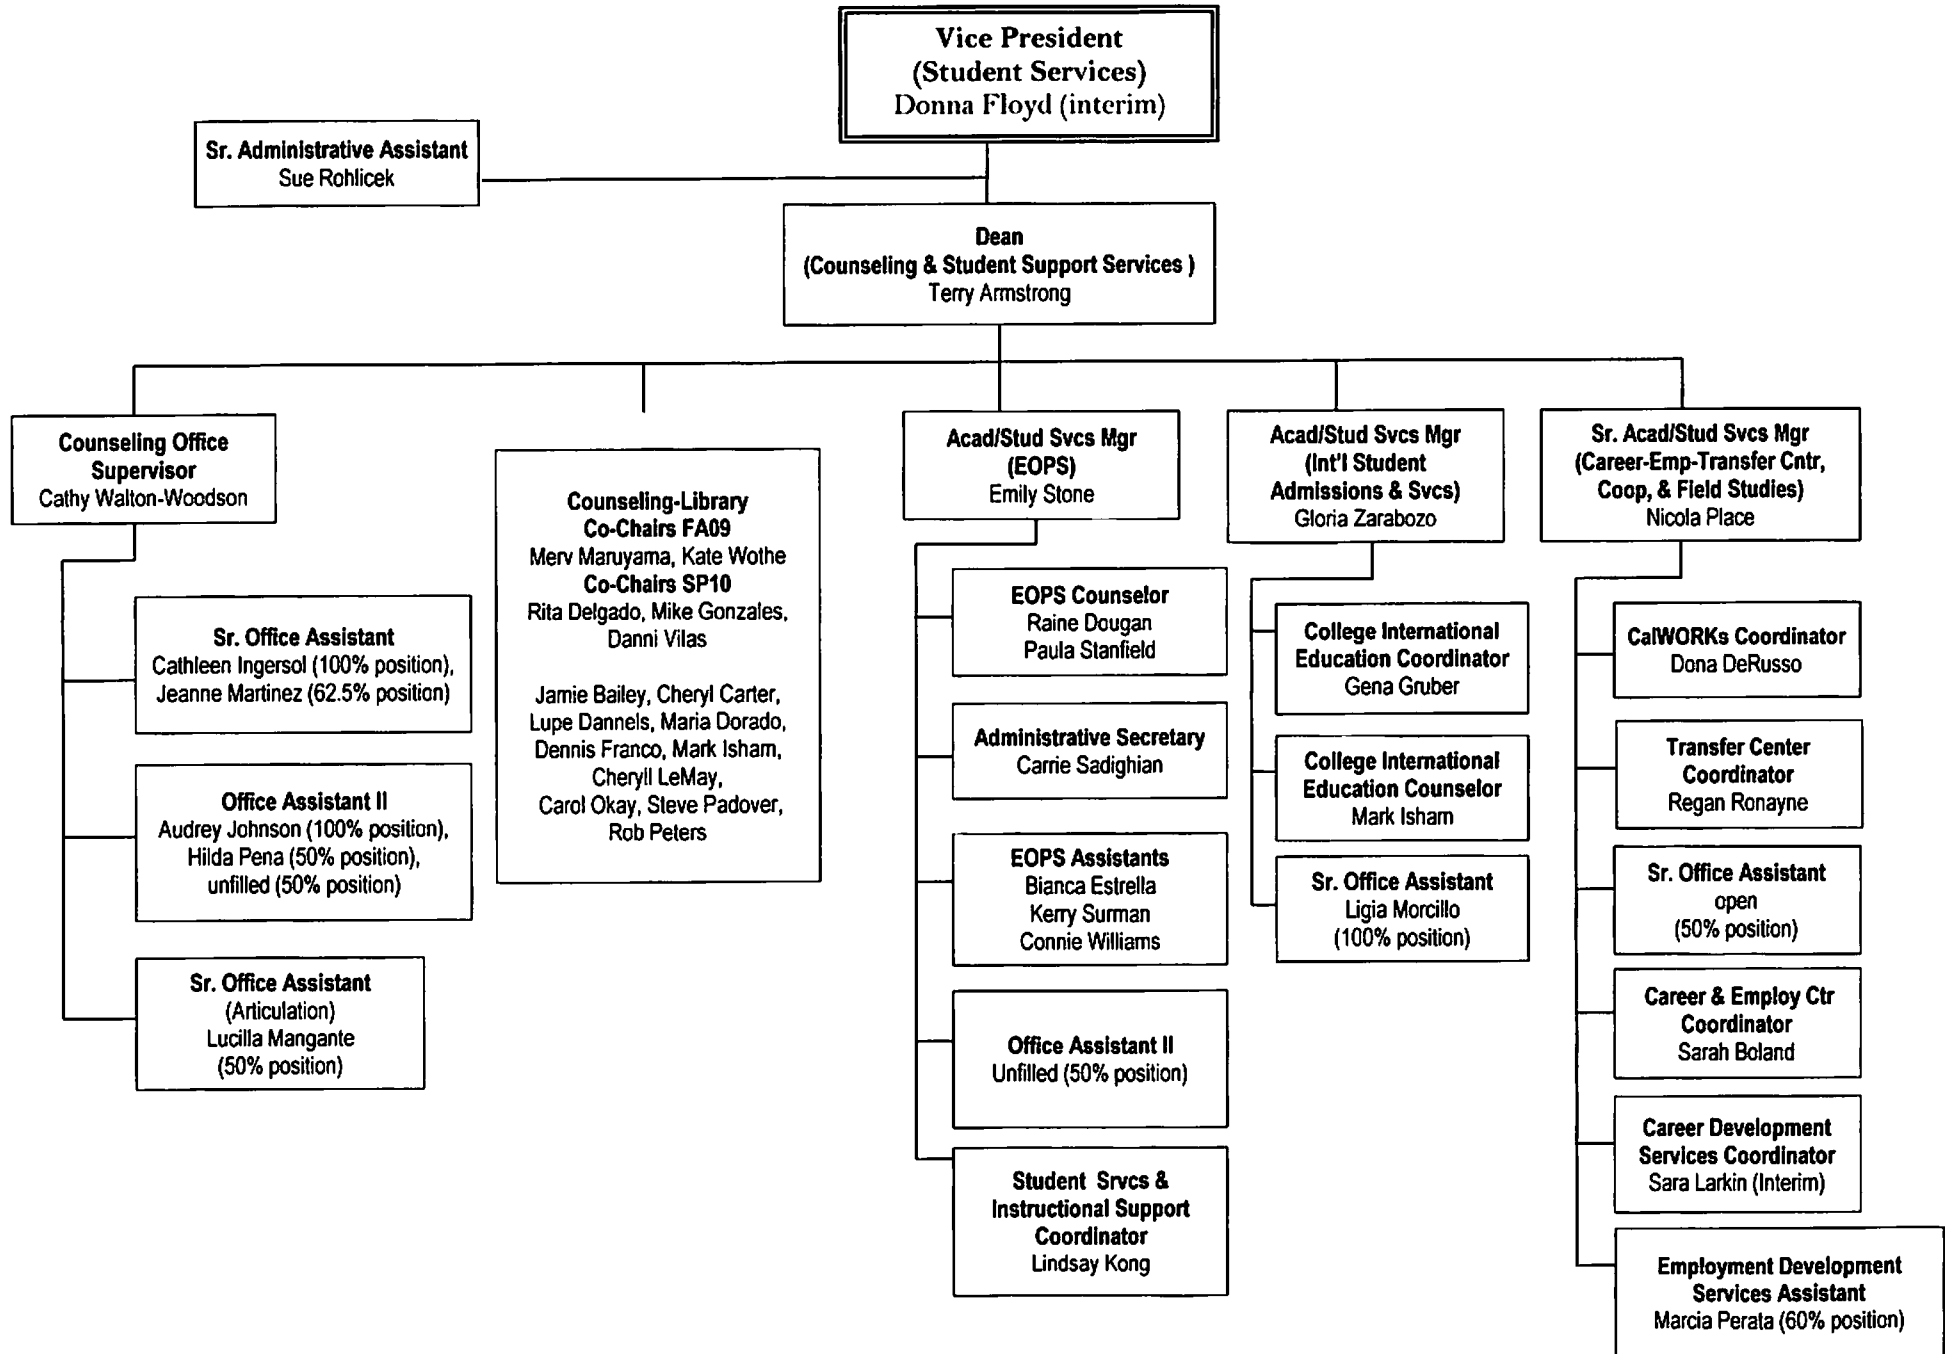 Vice President
(Student Services)
Donna Floyd (interim)
Sr. Administrative Assistant
Sue Rohlicek
Dean
(Counseling & Student Support Services )
Terry Armstrong
Counseling Office
Supervisor
Cathy Walton-Woodson
Sr. Office Assistant
Cathleen Ingersol (100% position),
Jeanne Martinez (62.5% position)
Office Assistant II
Audrey Johnson (100% position),
Hilda Pena (50% position),
unfilled (50% position)
Sr. Office Assistant
(Articulation)
Lucilla Mangante
(50% position)
Counseling-Library
Co-Chairs FA09
Merv Maruyama, Kate Wothe
Co-Chairs SP10
Rita Delgado, Mike Gonzales,
Danni Vilas
Jamie Bailey, Cheryl Carter,
Lupe Dannels, Maria Dorado,
Dennis Franco, Mark Isham,
Cheryll LeMay,
Carol Okay, Steve Padover,
Rob Peters
Acad/Stud Svcs Mgr
(EOPS)
Emily Stone
EOPS Counselor
Raine Dougan
Paula Stanfield
Administrative Secretary
Carrie Sadighian
EOPS Assistants
Bianca Estrella
Kerry Surman
Connie Williams
Office Assistant II
Unfilled (50% position)
Student Srvcs &
Instructional Support
Coordinator
Lindsay Kong
Acad/Stud Svcs Mgr
(Int'l Student
Admissions & Svcs)
Gloria Zarabozo
College International
Education Coordinator
Gena Gruber
College International
Education Counselor
Mark Isham
Sr. Office Assistant
Ligia Morcillo
(100% position)
Sr. Acad/Stud Svcs Mgr
(Career-Emp-Transfer Cntr,
Coop, & Field Studies)
Nicola Place
CalWORKs Coordinator
Dona DeRusso
Transfer Center
Coordinator
Regan Ronayne
Sr. Office Assistant
open
(50% position)
Career & Employ Ctr
Coordinator
Sarah Boland
Career Development
Services Coordinator
Sara Larkin (Interim)
Employment Development
Services Assistant
Marcia Perata (60% position)